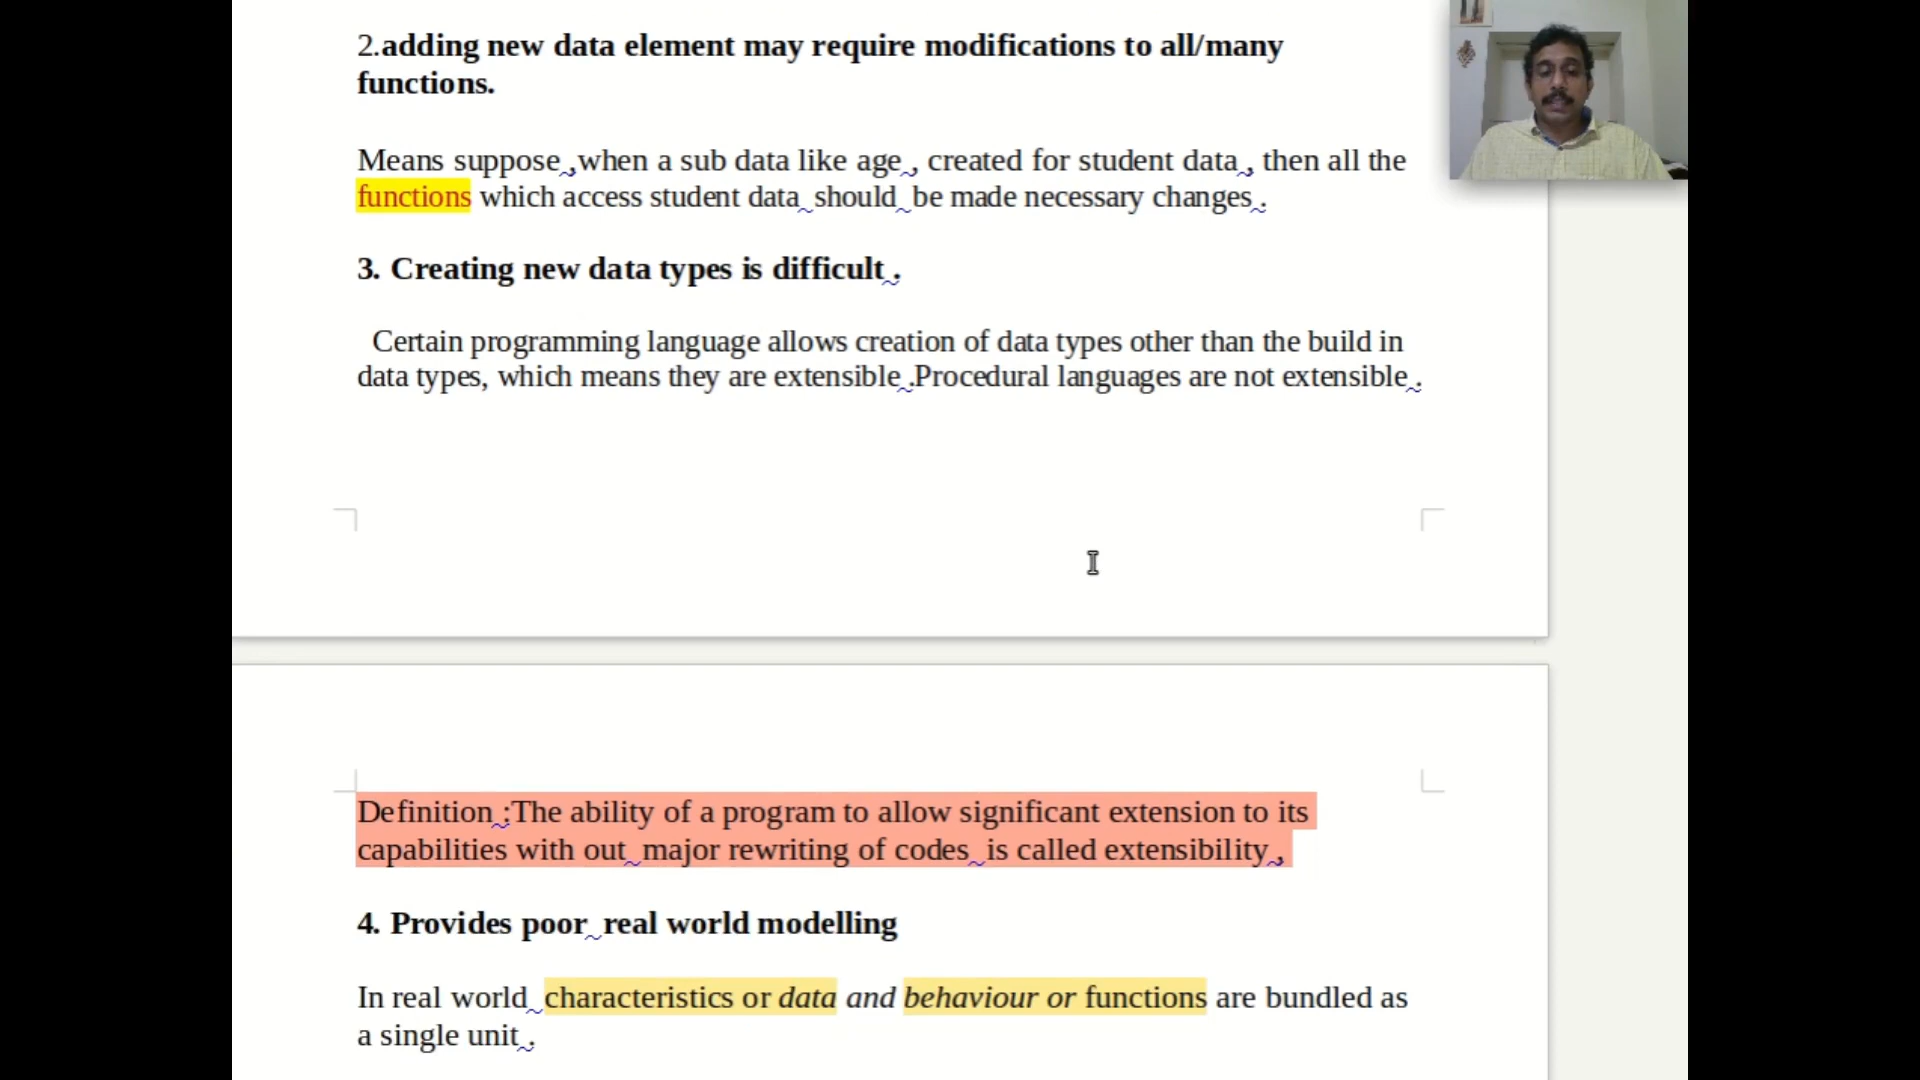 2.adding new data element may require modifications to all/many
functions.
Means suppose ,when a sub data like age , created for student data , then all the
functions which access student data  should  be made necessary changes .
3. Creating new data types is difficult .
Certain programming language allows creation of data types other than the build in
data types, which means they are extensible .Procedural languages are not extensible .
Definition :The ability of a program to allow significant extension to its
capabilities with out  major rewriting of codes  is called extensibility ,
4. Provides poor  real world modelling
In real world  characteristics or data and behaviour or functions are bundled as
a single unit .